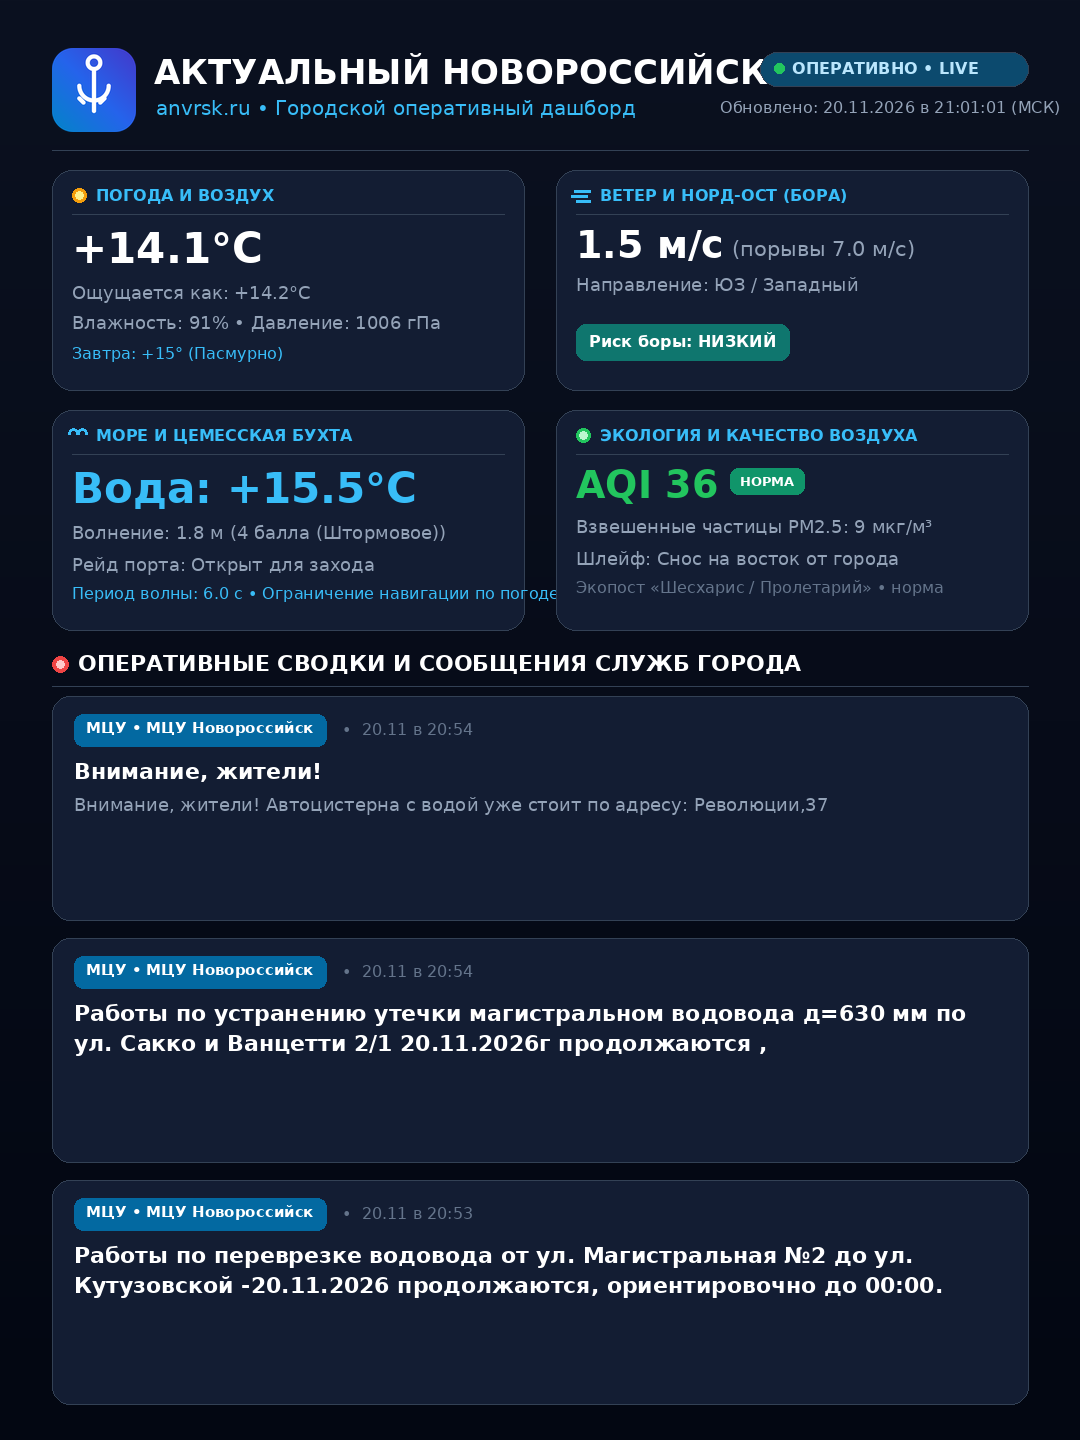 АКТУАЛЬНЫЙ НОВОРОССИЙСК
ОПЕРАТИВНО • LIVE
anvrsk.ru • Городской оперативный дашборд
Обновлено: 20.11.2026 в 21:01:01 (МСК)
ПОГОДА И ВОЗДУХ
+14.1°C
Ощущается как: +14.2°C
Влажность: 91% • Давление: 1006 гПа
Завтра: +15° (Пасмурно)
ВЕТЕР И НОРД-ОСТ (БОРА)
1.5 м/с (порывы 7.0 м/с)
Направление: ЮЗ / Западный
Риск боры: НИЗКИЙ
МОРЕ И ЦЕМЕССКАЯ БУХТА
Вода: +15.5°C
Волнение: 1.8 м (4 балла (Штормовое))
Рейд порта: Открыт для захода
Период волны: 6.0 с • Ограничение навигации по погоде
ЭКОЛОГИЯ И КАЧЕСТВО ВОЗДУХА
AQI 36 НОРМА
Взвешенные частицы PM2.5: 9 мкг/м³
Шлейф: Снос на восток от города
Экопост «Шесхарис / Пролетарий» • норма
ОПЕРАТИВНЫЕ СВОДКИ И СООБЩЕНИЯ СЛУЖБ ГОРОДА
МЦУ • МЦУ Новороссийск • 20.11 в 20:54
Внимание, жители!
Внимание, жители! Автоцистерна с водой уже стоит по адресу: Революции,37
МЦУ • МЦУ Новороссийск • 20.11 в 20:54
Работы по устранению утечки магистральном водовода д=630 мм по
ул. Сакко и Ванцетти 2/1 20.11.2026г продолжаются ,
МЦУ • МЦУ Новороссийск • 20.11 в 20:53
Работы по переврезке водовода от ул. Магистральная №2 до ул.
Кутузовской -20.11.2026 продолжаются, ориентировочно до 00:00.